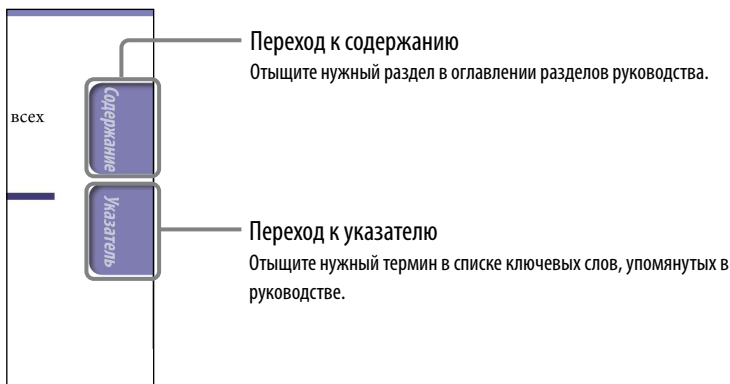 Переход к содержанию
Отыщите нужный раздел в оглавлении разделов руководства.
всех
Содержание
Указатель
Переход к указателю
Отыщите нужный термин в списке ключевых слов, упомянутых в
руководстве.